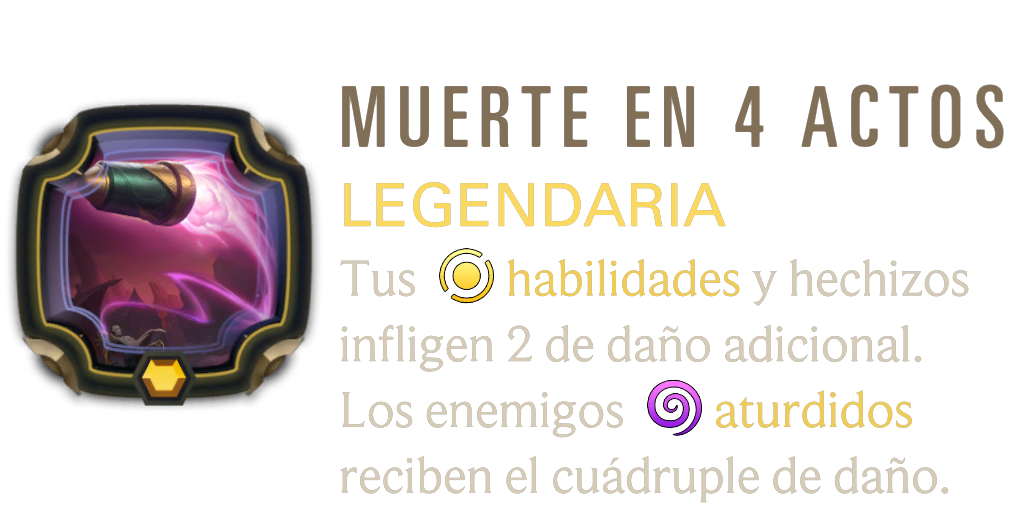 MUERTE EN 4 ACTOS
LEGENDARIA
Tus habilidades y hechizos
infligen 2 de daño adicional.
Los enemigos aturdidos
reciben el cuádruple de daño.